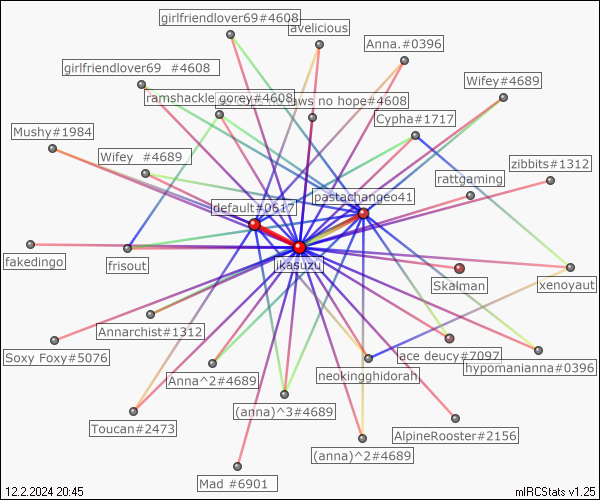 girlfriendlover69#4608
avelicious
Anna.#0396
girlfriendlover69 #4608
Wifey#4689
ramshackle_gorey#4608
aws no hope#4608
Cypha#1717
Mushy#1984
Wifey #4689
zibbits#1312
rattgaming
pastachangeo41
default#0617
fakedingo
frisout
ikasuzu
Skalman
xenoyaut
Annarchist#1312
Soxy Foxy#5076
ace deucy#7097
hypomanianna#0396
Anna^2#4689
neokingghidorah
(anna)^3#4689
Toucan#2473
AlpineRooster#2156
(anna)^2#4689
Mad #6901
12.2.2024 20:45
mIRCStats v1.25